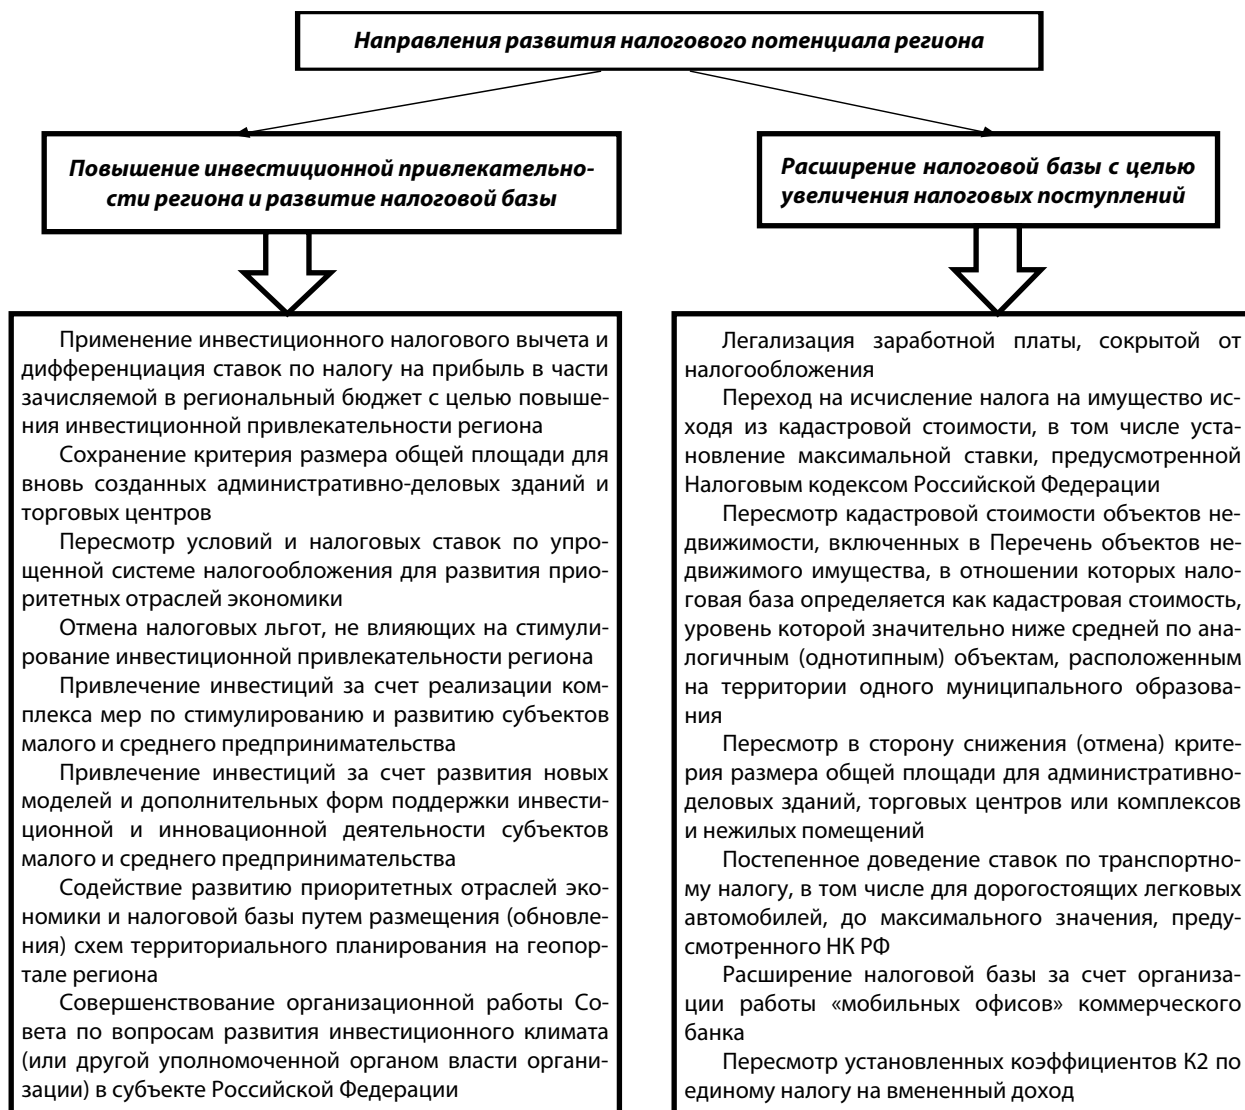 Направления развития налогового потенциала региона
Повышение инвестиционной привлекательно-
сти региона и развитие налоговой базы
Расширение налоговой базы с целью
увеличения налоговых поступлений
Применение инвестиционного налогового вычета и
дифференциация ставок по налогу на прибыль в части
зачисляемой в региональный бюджет с целью повыше-
ния инвестиционной привлекательности региона
Сохранение критерия размера общей площади для
вновь созданных административно-деловых зданий и
торговых центров
Пересмотр условий и налоговых ставок по упро-
щенной системе налогообложения для развития прио-
ритетных отраслей экономики
Отмена налоговых льгот, не влияющих на стимули-
рование инвестиционной привлекательности региона
Привлечение инвестиций за счет реализации ком-
плекса мер по стимулированию и развитию субъектов
малого и среднего предпринимательства
Привлечение инвестиций за счет развития новых
моделей и дополнительных форм поддержки инвести-
ционной и инновационной деятельности субъектов
малого и среднего предпринимательства
Содействие развитию приоритетных отраслей эко-
номики и налоговой базы путем размещения (обновле-
ния) схем территориального планирования на геопор-
тале региона
Совершенствование организационной работы Со-
вета по вопросам развития инвестиционного климата
(или другой уполномоченной органом власти органи-
зации) в субъекте Российской Федерации
Легализация заработной платы, сокрытой от
налогообложения
Переход на исчисление налога на имущество ис-
ходя из кадастровой стоимости, в том числе уста-
новление максимальной ставки, предусмотренной
Налоговым кодексом Российской Федерации
Пересмотр кадастровой стоимости объектов не-
движимости, включенных в Перечень объектов не-
движимого имущества, в отношении которых нало-
говая база определяется как кадастровая стоимость,
уровень которой значительно ниже средней по ана-
логичным (однотипным) объектам, расположенным
на территории одного муниципального образова-
ния
Пересмотр в сторону снижения (отмена) крите-
рия размера общей площади для административно-
деловых зданий, торговых центров или комплексов
и нежилых помещений
Постепенное доведение ставок по транспортно-
му налогу, в том числе для дорогостоящих легковых
автомобилей, до максимального значения, преду-
смотренного НК РФ
Расширение налоговой базы за счет организа-
ции работы «мобильных офисов» коммерческого
банка
Пересмотр установленных коэффициентов К2 по
единому налогу на вмененный доход